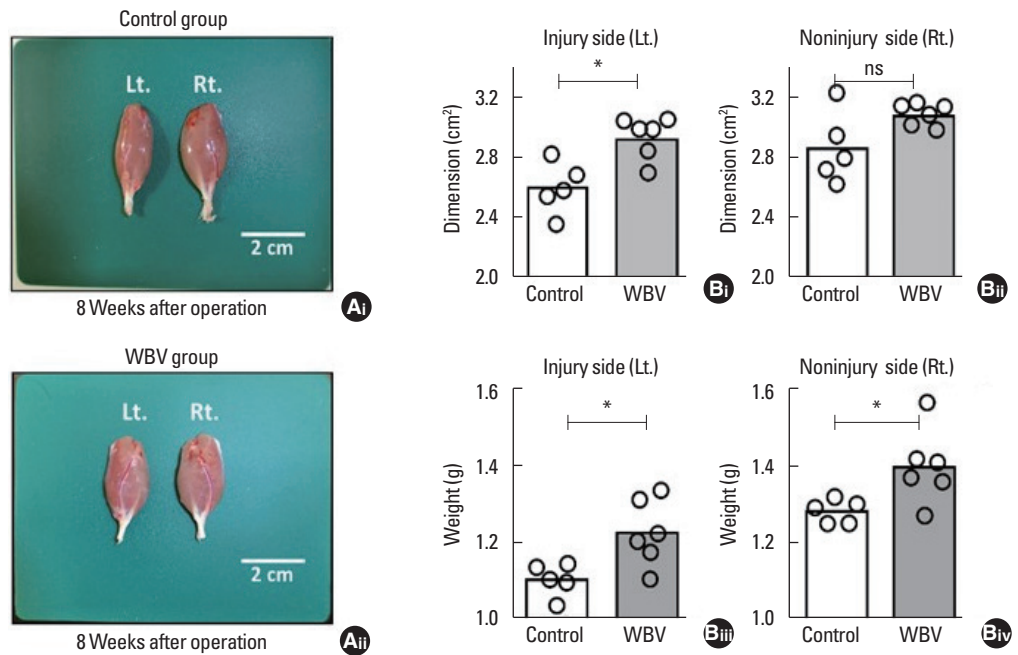 Control group
Lt. Rt.
2 cm
8 Weeks after operation
Ai
WBV group
Lt. Rt.
2 cm
8 Weeks after operation
Aii
Injury side (Lt.)
*
Dimension (cm²)
3.2
2.8
2.4
2.0
Control WBV
Bi
Noninjury side (Rt.)
ns
Dimension (cm²)
3.2
2.8
2.4
2.0
Control WBV
Bii
Injury side (Lt.)
*
Weight (g)
1.6
1.4
1.2
1.0
Control WBV
Biii
Noninjury side (Rt.)
*
Weight (g)
1.6
1.4
1.2
1.0
Control WBV
Biv